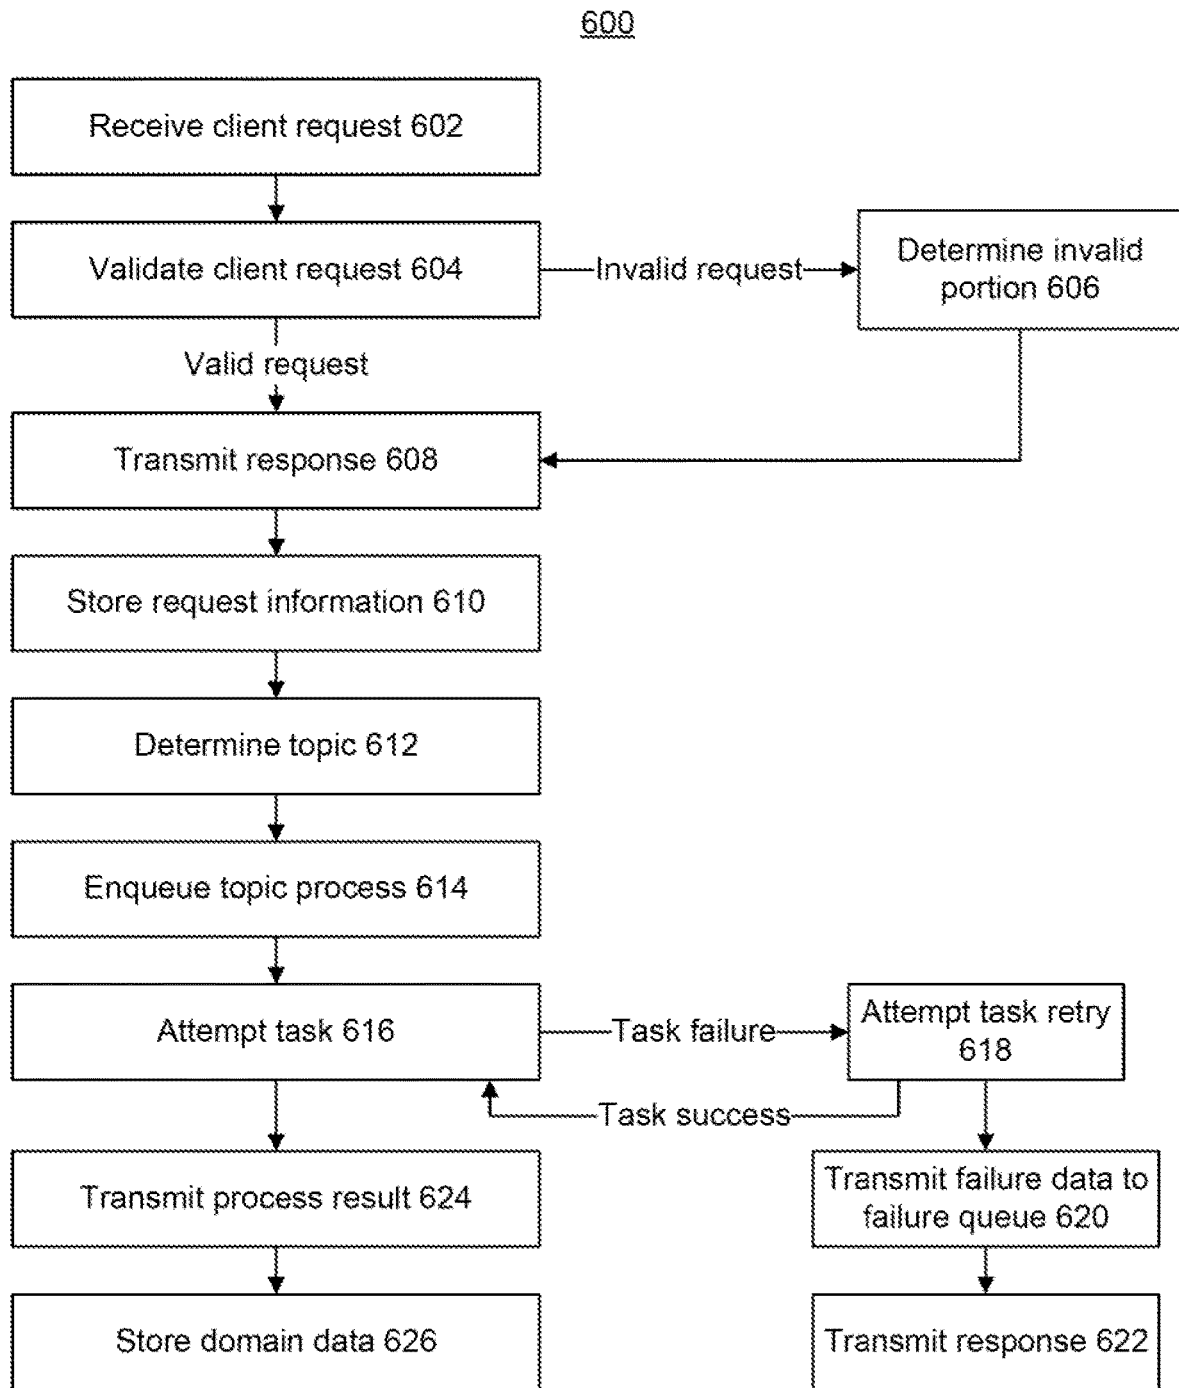 600
Receive client request 602
Validate client request 604
Invalid request
Determine invalid
portion 606
Valid request
Transmit response 608
Store request information 610
Determine topic 612
Enqueue topic process 614
Attempt task 616
Task failure
Attempt task retry
618
Task success
Transmit process result 624
Transmit failure data to
failure queue 620
Store domain data 626
Transmit response 622